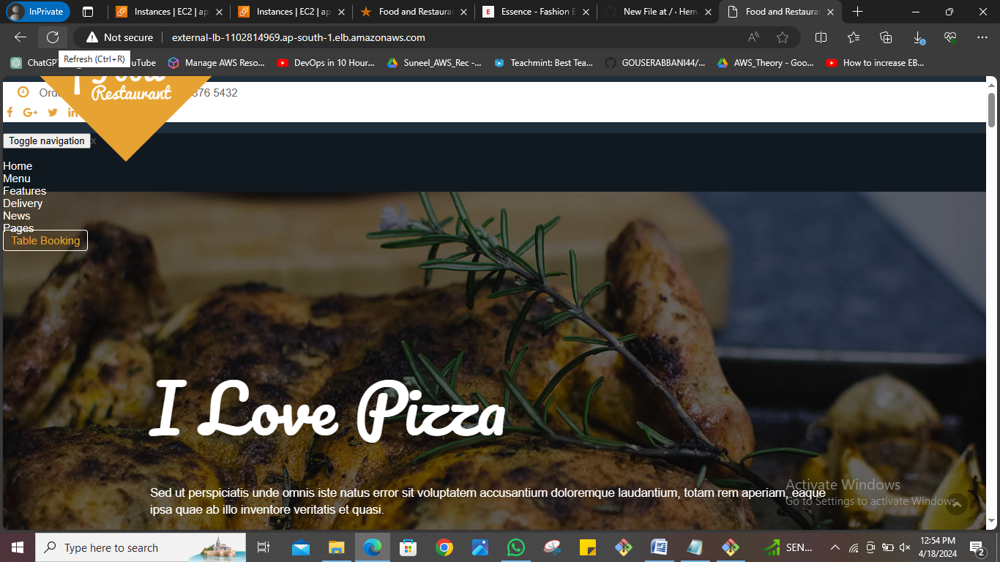 InPrivate
Instances | EC2 | ap
Instances | EC2 | ap
Food and Restaura
Essence - Fashion E
New File at / · Hem
Food and Restaura
Not secure
external-lb-1102814969.ap-south-1.elb.amazonaws.com
Refresh (Ctrl+R)
ChatGP
uTube
Manage AWS Reso...
DevOps in 10 Hour...
Suneel_AWS_Rec -...
Teachmint: Best Tea...
GOUSERABBANI44/...
AWS_Theory - Goo...
How to increase EB...
Restaurant
876 5432
Toggle navigation
x
Home
Menu
Features
Delivery
News
Pages
Table Booking
I Love Pizza
Sed ut perspiciatis unde omnis iste natus error sit voluptatem accusantium doloremque laudantium, totam rem aperiam, eaque
ipsa quae ab illo inventore veritatis et quasi.
Activate Windows
Go to Settings to activate Windows.
Type here to search
SEN...
12:54 PM
4/18/2024
2